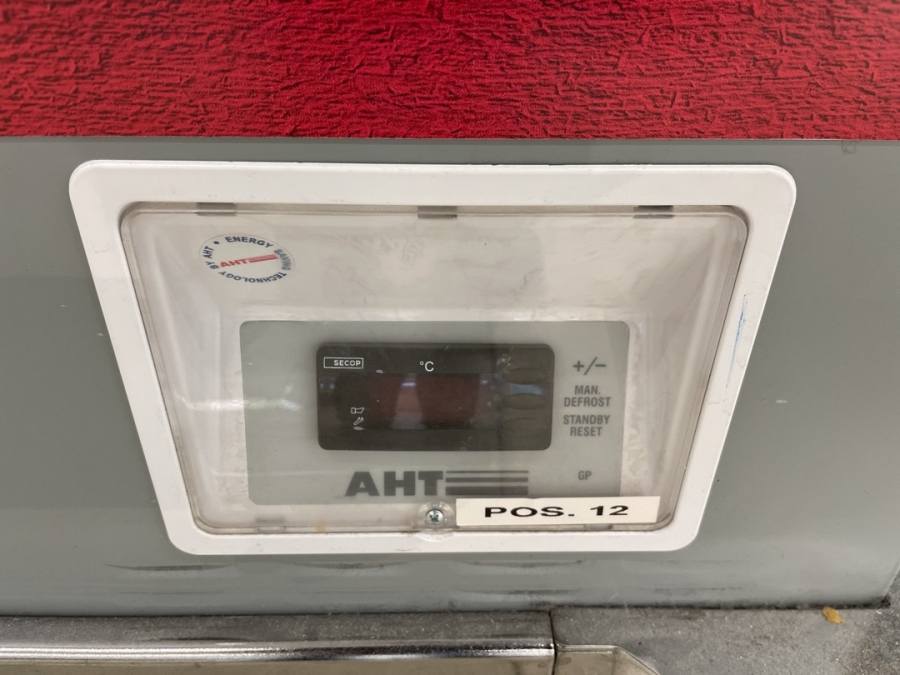 • ENERGY SAVING TECHNOLOGY BY AHT
AHT
SECOP
°C
+/−
MAN.
DEFROST
STANDBY
RESET
GP
AHT
POS. 12